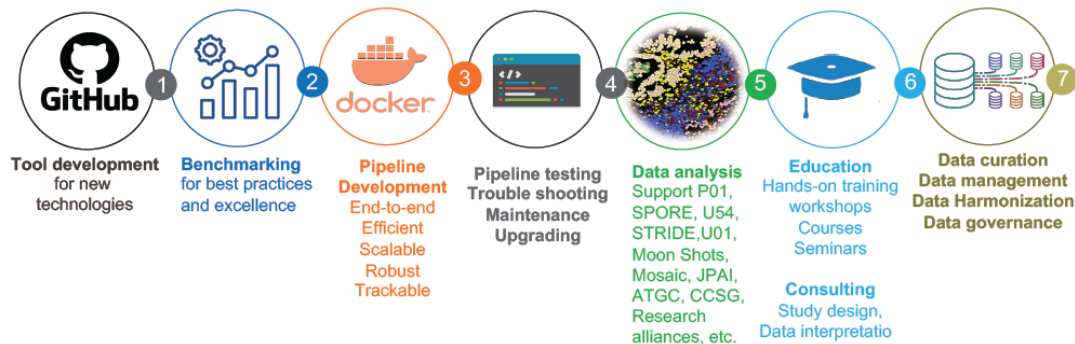 GitHub
1
2
docker
3
</>
4
5
6
7
Tool development
for new
technologies
Benchmarking
for best practices
and excellence
Pipeline
Development
End-to-end
Efficient
Scalable
Robust
Trackable
Pipeline testing
Trouble shooting
Maintenance
Upgrading
Data analysis
Support P01,
SPORE, U54,
STRIDE,U01,
Moon Shots,
Mosaic, JPAI,
ATGC, CCSG,
Research
alliances, etc.
Education
Hands-on training
workshops
Courses
Seminars
Consulting
Study design,
Data interpretatio
Data curation
Data management
Data Harmonization
Data governance